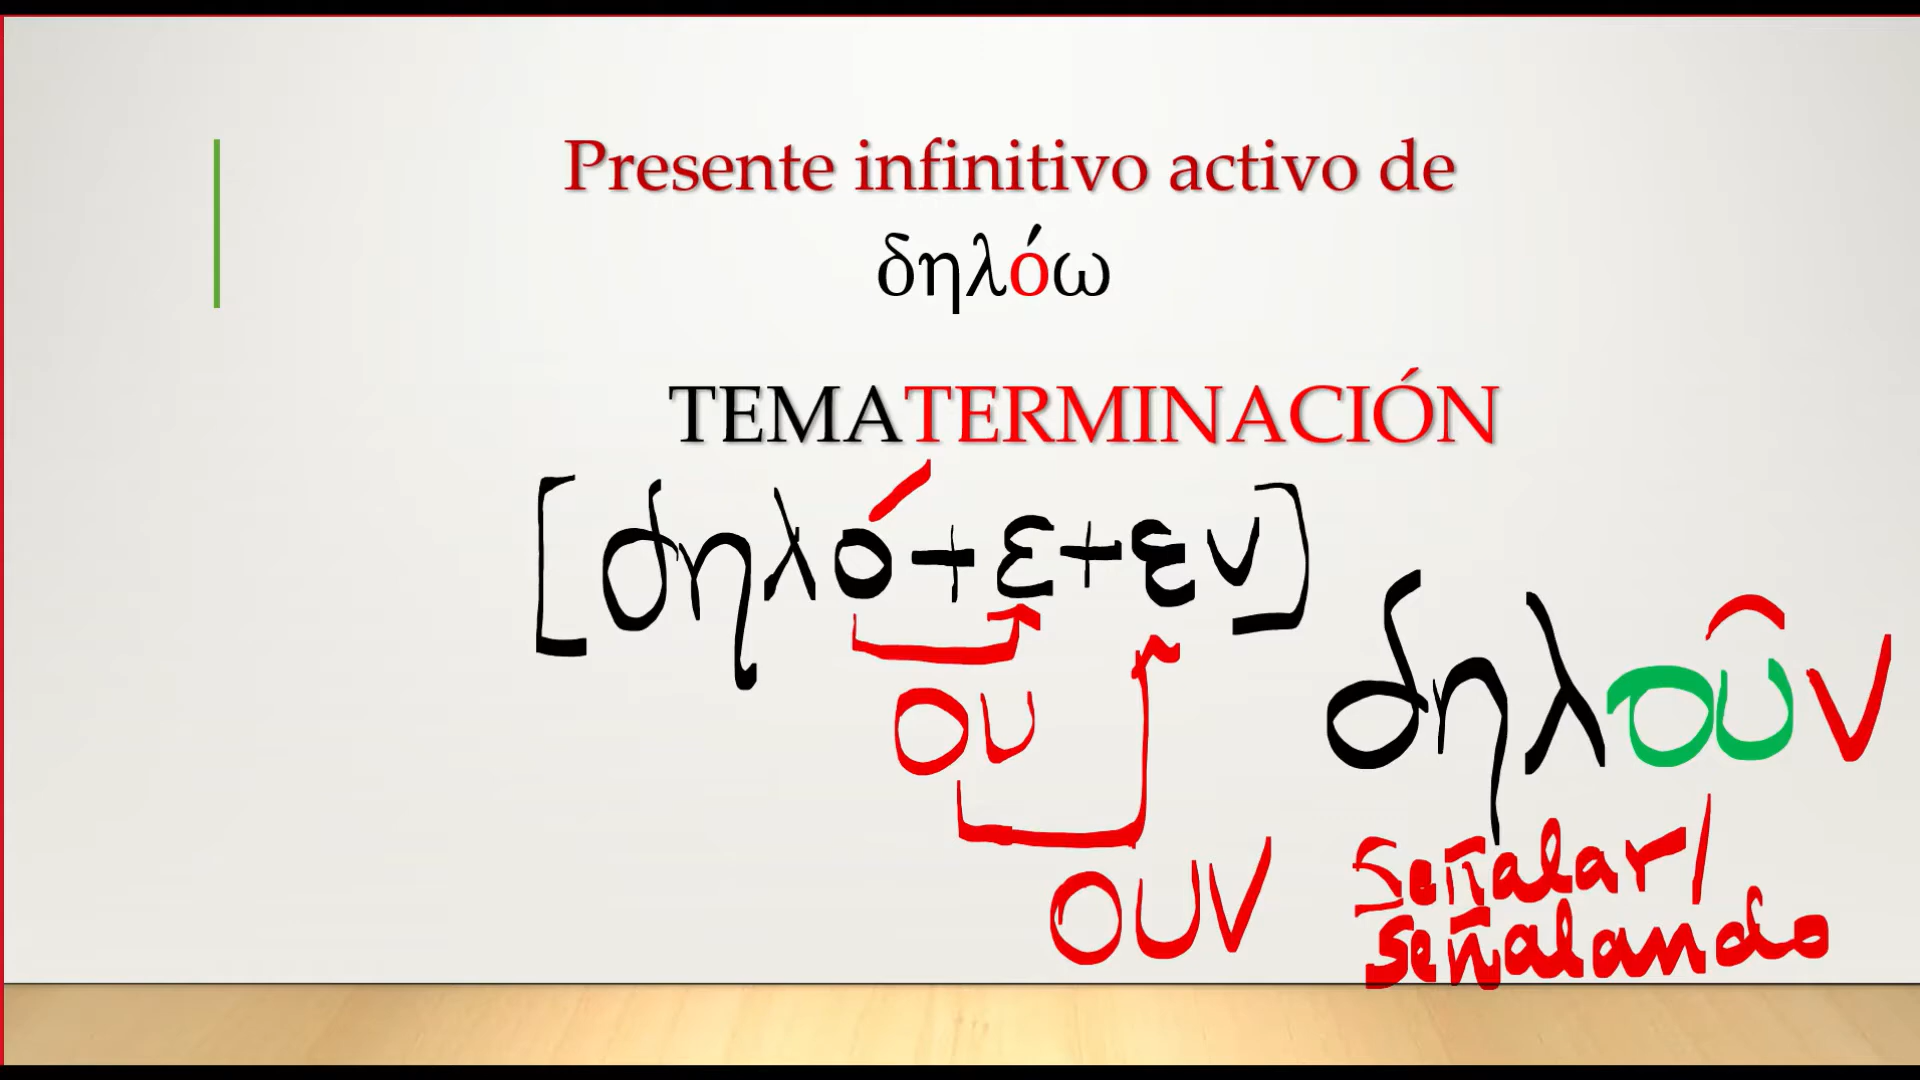 Presente infinitivo activo de
δηλόω
TEMATERMINACIÓN
[δηλό+ε+εν]
ου
ουν
δηλοῦν
Señalar/
señalando